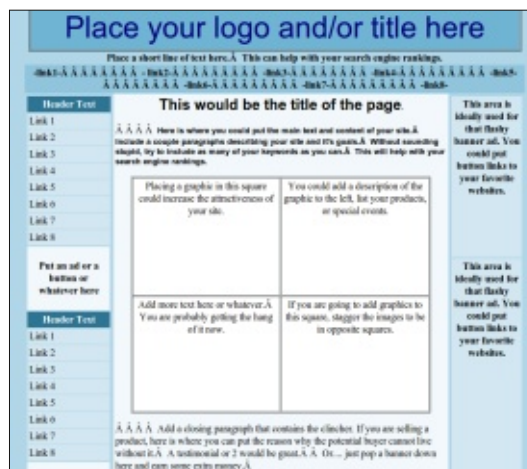 Place your logo and/or title here
Place a short line of text here.Â  This can help with your search engine rankings.
-link1-Â Â Â Â Â Â Â Â Â -link2-Â Â Â Â Â Â Â Â Â -link3-Â Â Â Â Â Â Â Â Â -link4-Â Â Â Â Â Â Â Â Â -link5-
Â Â Â Â Â Â Â Â Â -link6-Â Â Â Â Â Â Â Â Â -link7-Â Â Â Â Â Â Â Â Â -link8-
Header Text
Link 1
Link 2
Link 3
Link 4
Link 5
Link 6
Link 7
Link 8
Put an ad or a
button or
whatever here
Header Text
Link 1
Link 2
Link 3
Link 4
Link 5
Link 6
Link 7
Link 8
This would be the title of the page.
Â Â Â Â  Here is where you could put the main text and content of your site.Â
Include a couple paragraphs describing your site and it's goals.Â  Without sounding
stupid, try to include as many of your keywords as you can.Â  This will help with your
search engine rankings.
Placing a graphic in this square
could increase the attractiveness of
your site.
You could add a description of the
graphic to the left, list your products,
or special events.
Add more text here or whatever.Â
You are probably getting the hang
of it now.
If you are going to add graphics to
this square, stagger the images to be
in opposite squares.
Â Â Â Â  Add a closing paragraph that contains the clincher. If you are selling a
product, here is where you can put the reason why the potential buyer cannot live
without it.Â  A testimonial or 2 would be great.Â Â  Or... just pop a banner down
here and earn some extra money.Â
This area is
ideally used for
that flashy
banner ad. You
could put
button links to
your favorite
websites.
This area is
ideally used for
that flashy
banner ad. You
could put
button links to
your favorite
websites.